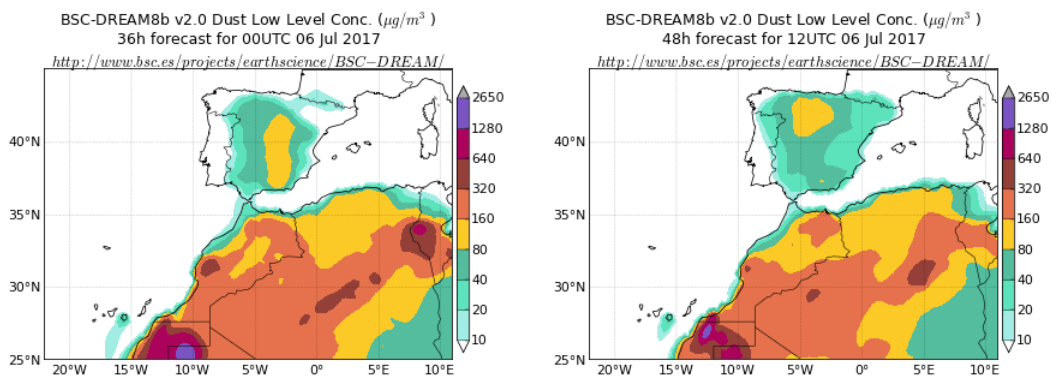 BSC-DREAM8b v2.0 Dust Low Level Conc. (μg/m³ )
36h forecast for 00UTC 06 Jul 2017
http://www.bsc.es/projects/earthscience/BSC−DREAM/
40°N
35°N
30°N
25°N
20°W
15°W
10°W
5°W
0°E
5°E
10°E
2650
1280
640
320
160
80
40
20
10
BSC-DREAM8b v2.0 Dust Low Level Conc. (μg/m³ )
48h forecast for 12UTC 06 Jul 2017
http://www.bsc.es/projects/earthscience/BSC−DREAM/
40°N
35°N
30°N
25°N
20°W
15°W
10°W
5°W
0°E
5°E
10°E
2650
1280
640
320
160
80
40
20
10